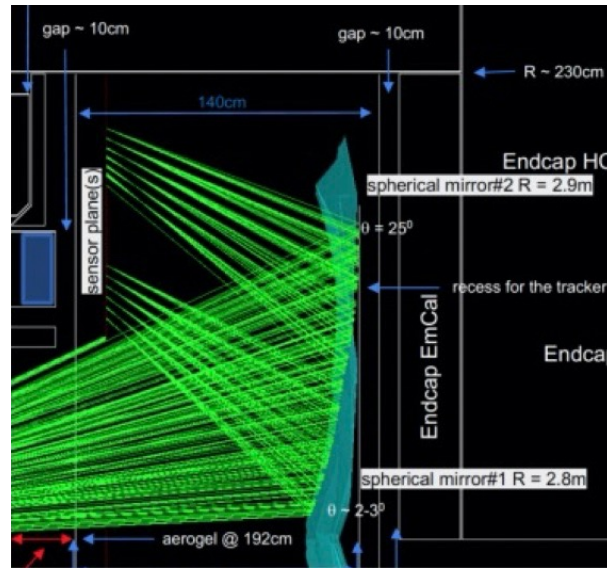 gap ~ 10cm
gap ~ 10cm
R ~ 230cm
140cm
sensor plane(s)
Endcap HC
spherical mirror#2 R = 2.9m
θ = 25⁰
recess for the tracker
Endcap EmCal
Endcap
spherical mirror#1 R = 2.8m
θ ~ 2-3⁰
aerogel @ 192cm